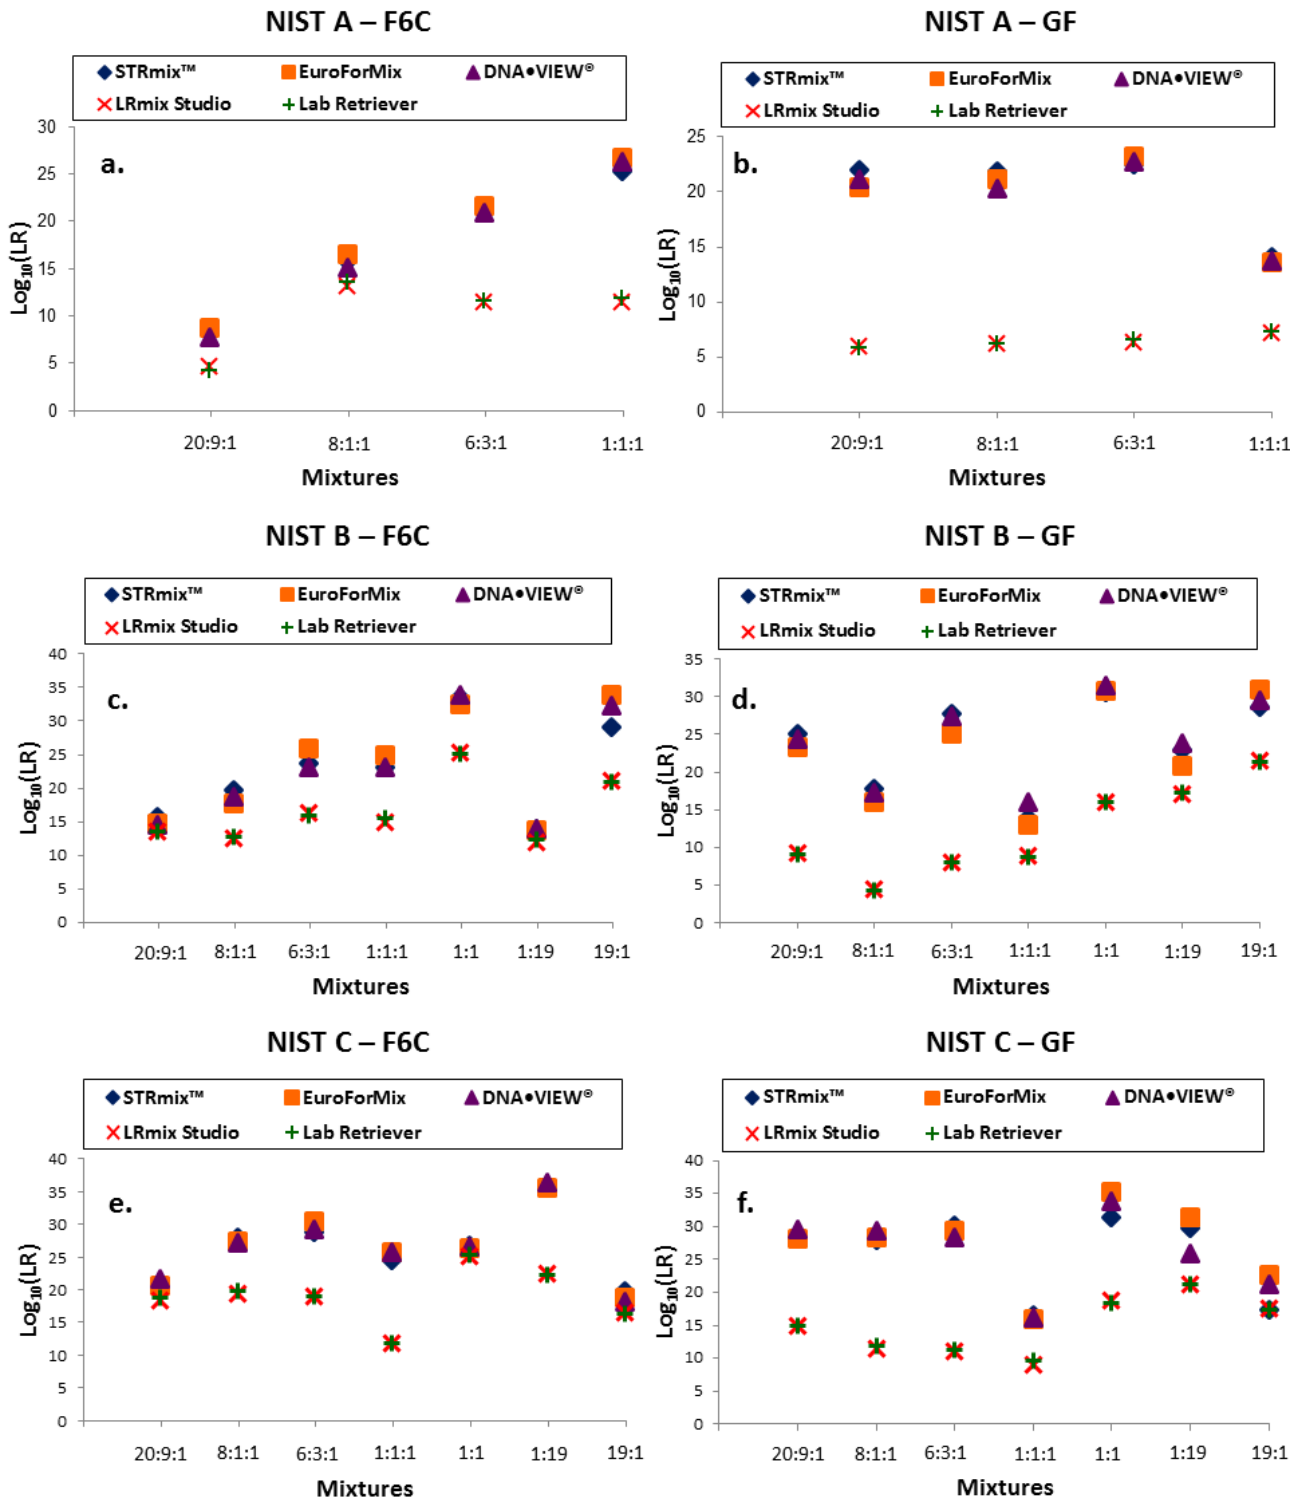 NIST A – F6C
STRmix™ EuroForMix DNA•VIEW®
LRmix Studio Lab Retriever
30
25
20
15
10
5
0
a.
Log10(LR)
20:9:1 8:1:1 6:3:1 1:1:1
Mixtures
NIST A – GF
STRmix™ EuroForMix DNA•VIEW®
LRmix Studio Lab Retriever
25
20
15
10
5
0
b.
Log10(LR)
20:9:1 8:1:1 6:3:1 1:1:1
Mixtures
NIST B – F6C
STRmix™ EuroForMix DNA•VIEW®
LRmix Studio Lab Retriever
40
35
30
25
20
15
10
5
0
c.
Log10(LR)
20:9:1 8:1:1 6:3:1 1:1:1 1:1 1:19 19:1
Mixtures
NIST B – GF
STRmix™ EuroForMix DNA•VIEW®
LRmix Studio Lab Retriever
35
30
25
20
15
10
5
0
d.
Log10(LR)
20:9:1 8:1:1 6:3:1 1:1:1 1:1 1:19 19:1
Mixtures
NIST C – F6C
STRmix™ EuroForMix DNA•VIEW®
LRmix Studio Lab Retriever
40
35
30
25
20
15
10
5
0
e.
Log10(LR)
20:9:1 8:1:1 6:3:1 1:1:1 1:1 1:19 19:1
Mixtures
NIST C – GF
STRmix™ EuroForMix DNA•VIEW®
LRmix Studio Lab Retriever
40
35
30
25
20
15
10
5
0
f.
Log10(LR)
20:9:1 8:1:1 6:3:1 1:1:1 1:1 1:19 19:1
Mixtures